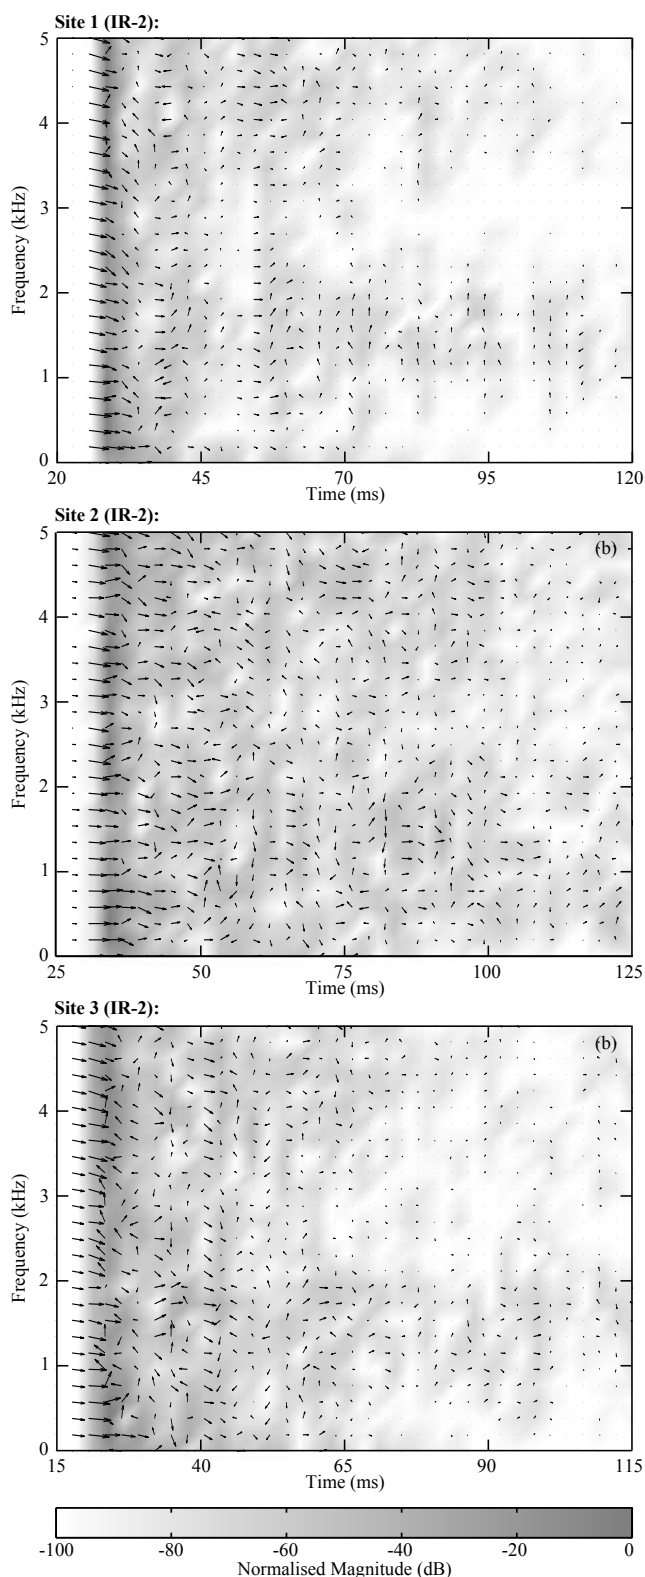 Site 1 (IR-2):
5
4
3
2
1
0
Frequency (kHz)
20 45 70 95 120
Time (ms)
Site 2 (IR-2):
(b)
5
4
3
2
1
0
Frequency (kHz)
25 50 75 100 125
Time (ms)
Site 3 (IR-2):
(b)
5
4
3
2
1
0
Frequency (kHz)
15 40 65 90 115
Time (ms)
-100 -80 -60 -40 -20 0
Normalised Magnitude (dB)